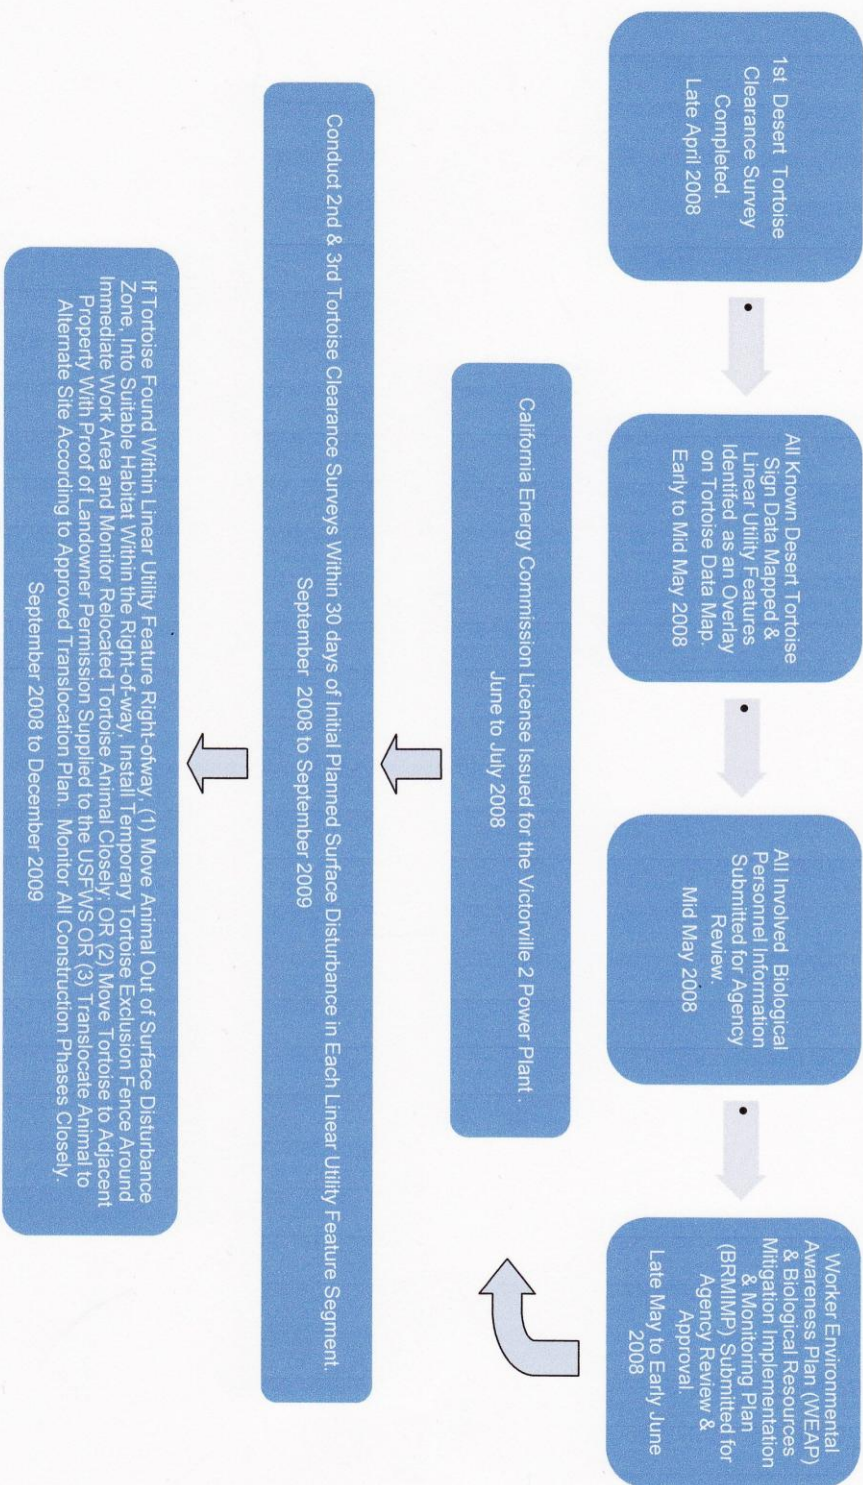 1st Desert Tortoise
Clearance Survey
Completed.
Late April 2008
All Known Desert Tortoise
Sign Data Mapped &
Linear Utility Features
Identifed as an Overlay
on Tortoise Data Map.
Early to Mid May 2008
All Involved Biological
Personnel Information
Submitted for Agency
Review.
Mid May 2008
Worker Environmental
Awareness Plan (WEAP)
& Biological Resources
Mitigation Implementation
& Monitoring Plan
(BRMIMP) Submitted for
Agency Review &
Approval.
Late May to Early June
2008
California Energy Commission License Issued for the Victorville 2 Power Plant .
June to July 2008
Conduct 2nd & 3rd Tortoise Clearance Surveys Within 30 days of Initial Planned Surface Disturbance in Each Linear Utility Feature Segment.
September 2008 to September 2009
If Tortoise Found Within Linear Utility Feature Right-ofway, (1) Move Animal Out of Surface Disturbance
Zone, Into Suitable Habitat Within the Right-of-way, Install Temporary Tortoise Exclusion Fence Around
Immediate Work Area and Monitor Relocated Tortoise Animal Closely; OR (2) Move Tortoise to Adjacent
Property With Proof of Landowner Permission Supplied to the USFWS OR (3) Translocate Animal to
Alternate Site According to Approved Translocation Plan. Monitor All Construction Phases Closely.
September 2008 to December 2009